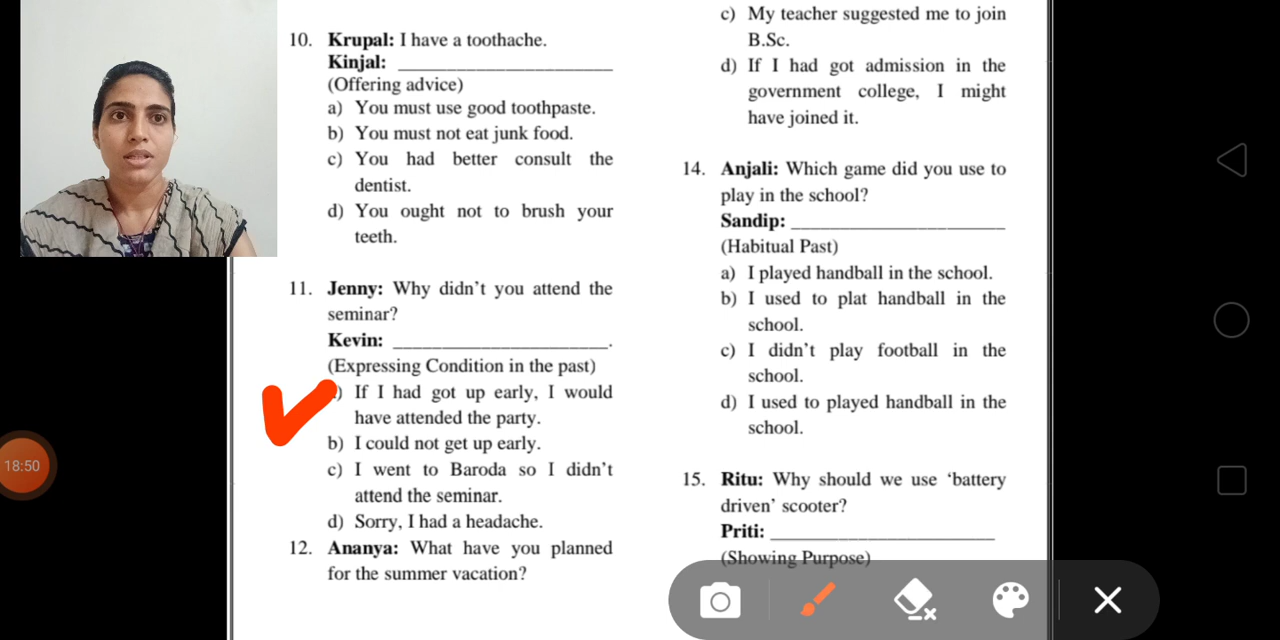 10. Krupal: I have a toothache.
Kinjal: ______________________
(Offering advice)
a) You must use good toothpaste.
b) You must not eat junk food.
c) You had better consult the
dentist.
d) You ought not to brush your
teeth.
11. Jenny: Why didn't you attend the
seminar?
Kevin: ______________________.
(Expressing Condition in the past)
) If I had got up early, I would
have attended the party.
b) I could not get up early.
c) I went to Baroda so I didn't
attend the seminar.
d) Sorry, I had a headache.
12. Ananya: What have you planned
for the summer vacation?
c) My teacher suggested me to join
B.Sc.
d) If I had got admission in the
government college, I might
have joined it.
14. Anjali: Which game did you use to
play in the school?
Sandip: ______________________
(Habitual Past)
a) I played handball in the school.
b) I used to plat handball in the
school.
c) I didn't play football in the
school.
d) I used to played handball in the
school.
15. Ritu: Why should we use 'battery
driven' scooter?
Priti: ______________________
(Showing Purpose)
18:50